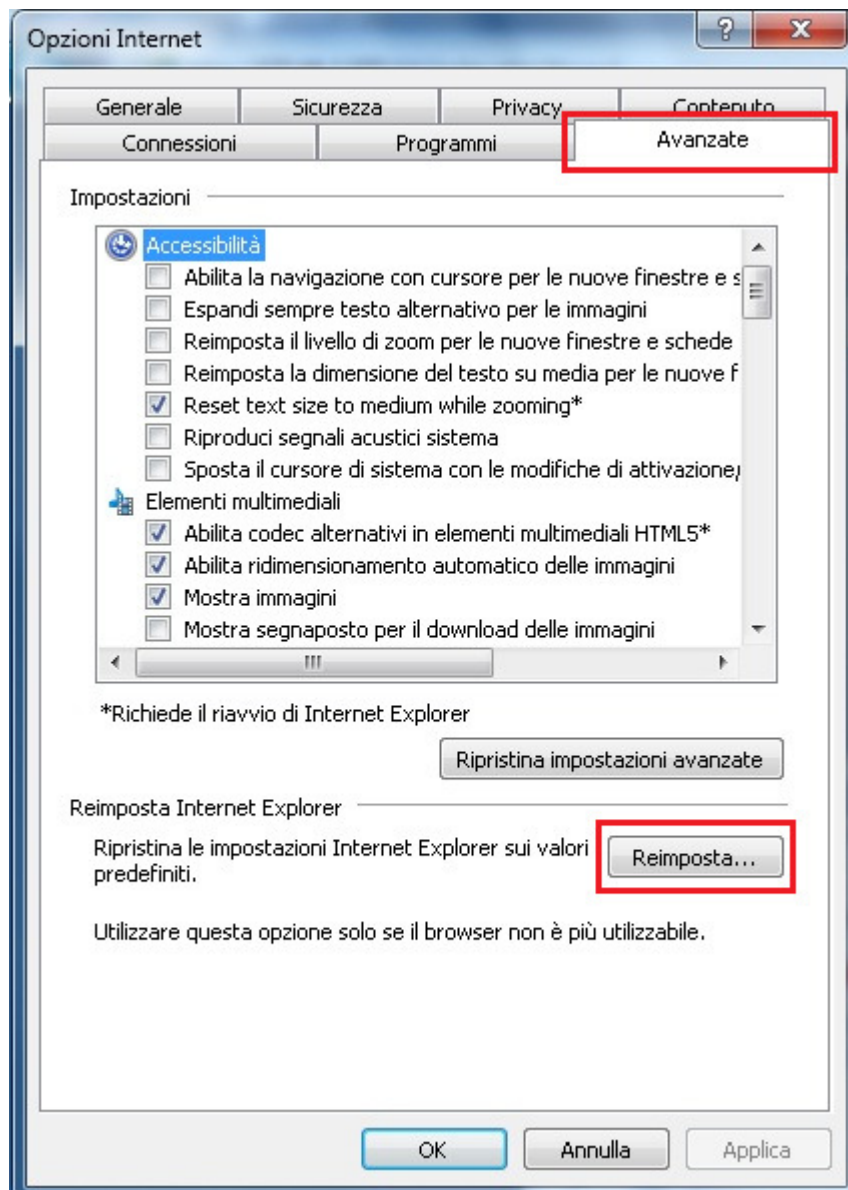 Opzioni Internet
Generale Sicurezza Privacy Contenuto
Connessioni Programmi Avanzate
Impostazioni
Accessibilità
Abilita la navigazione con cursore per le nuove finestre e s
Espandi sempre testo alternativo per le immagini
Reimposta il livello di zoom per le nuove finestre e schede
Reimposta la dimensione del testo su media per le nuove f
Reset text size to medium while zooming*
Riproduci segnali acustici sistema
Sposta il cursore di sistema con le modifiche di attivazione/
Elementi multimediali
Abilita codec alternativi in elementi multimediali HTML5*
Abilita ridimensionamento automatico delle immagini
Mostra immagini
Mostra segnaposto per il download delle immagini
*Richiede il riavvio di Internet Explorer
Ripristina impostazioni avanzate
Reimposta Internet Explorer
Ripristina le impostazioni Internet Explorer sui valori
predefiniti.
Reimposta...
Utilizzare questa opzione solo se il browser non è più utilizzabile.
OK Annulla Applica